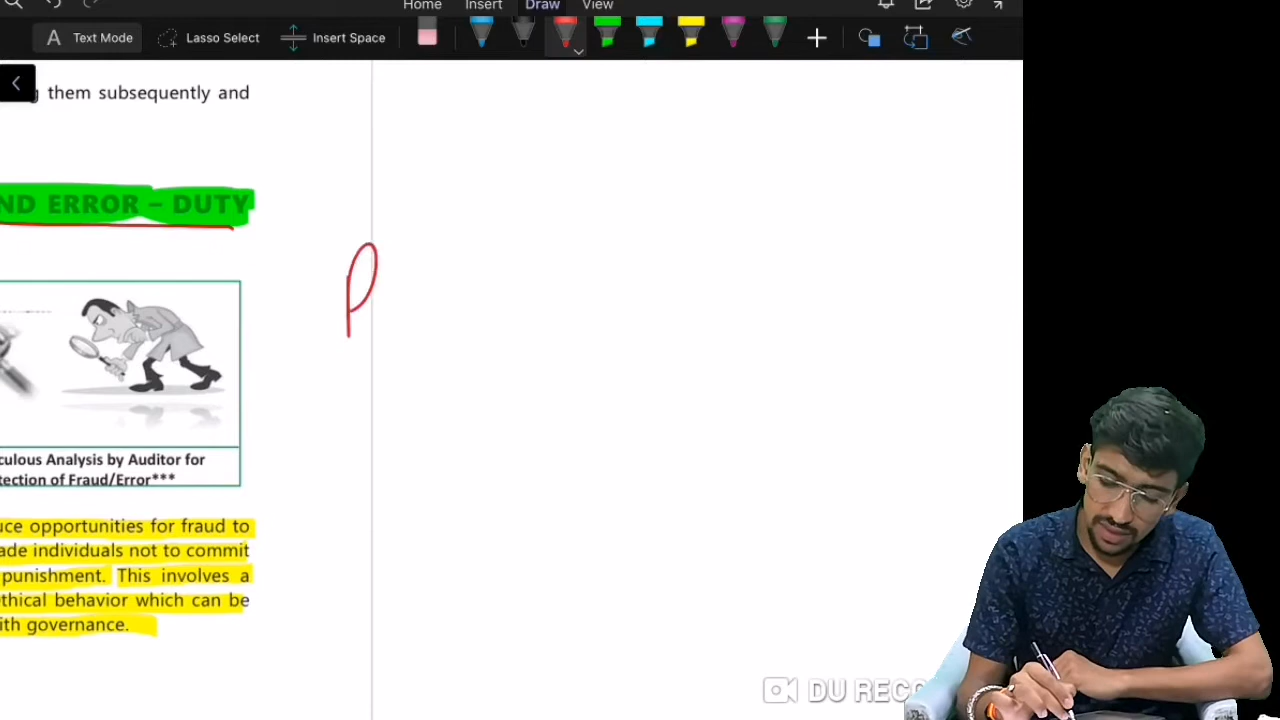 Home Insert Draw View
Text Mode Lasso Select Insert Space
them subsequently and
ND ERROR – DUTY
P
culous Analysis by Auditor for
tection of Fraud/Error***
uce opportunities for fraud to
ade individuals not to commit
punishment. This involves a
thical behavior which can be
ith governance.
DU REC